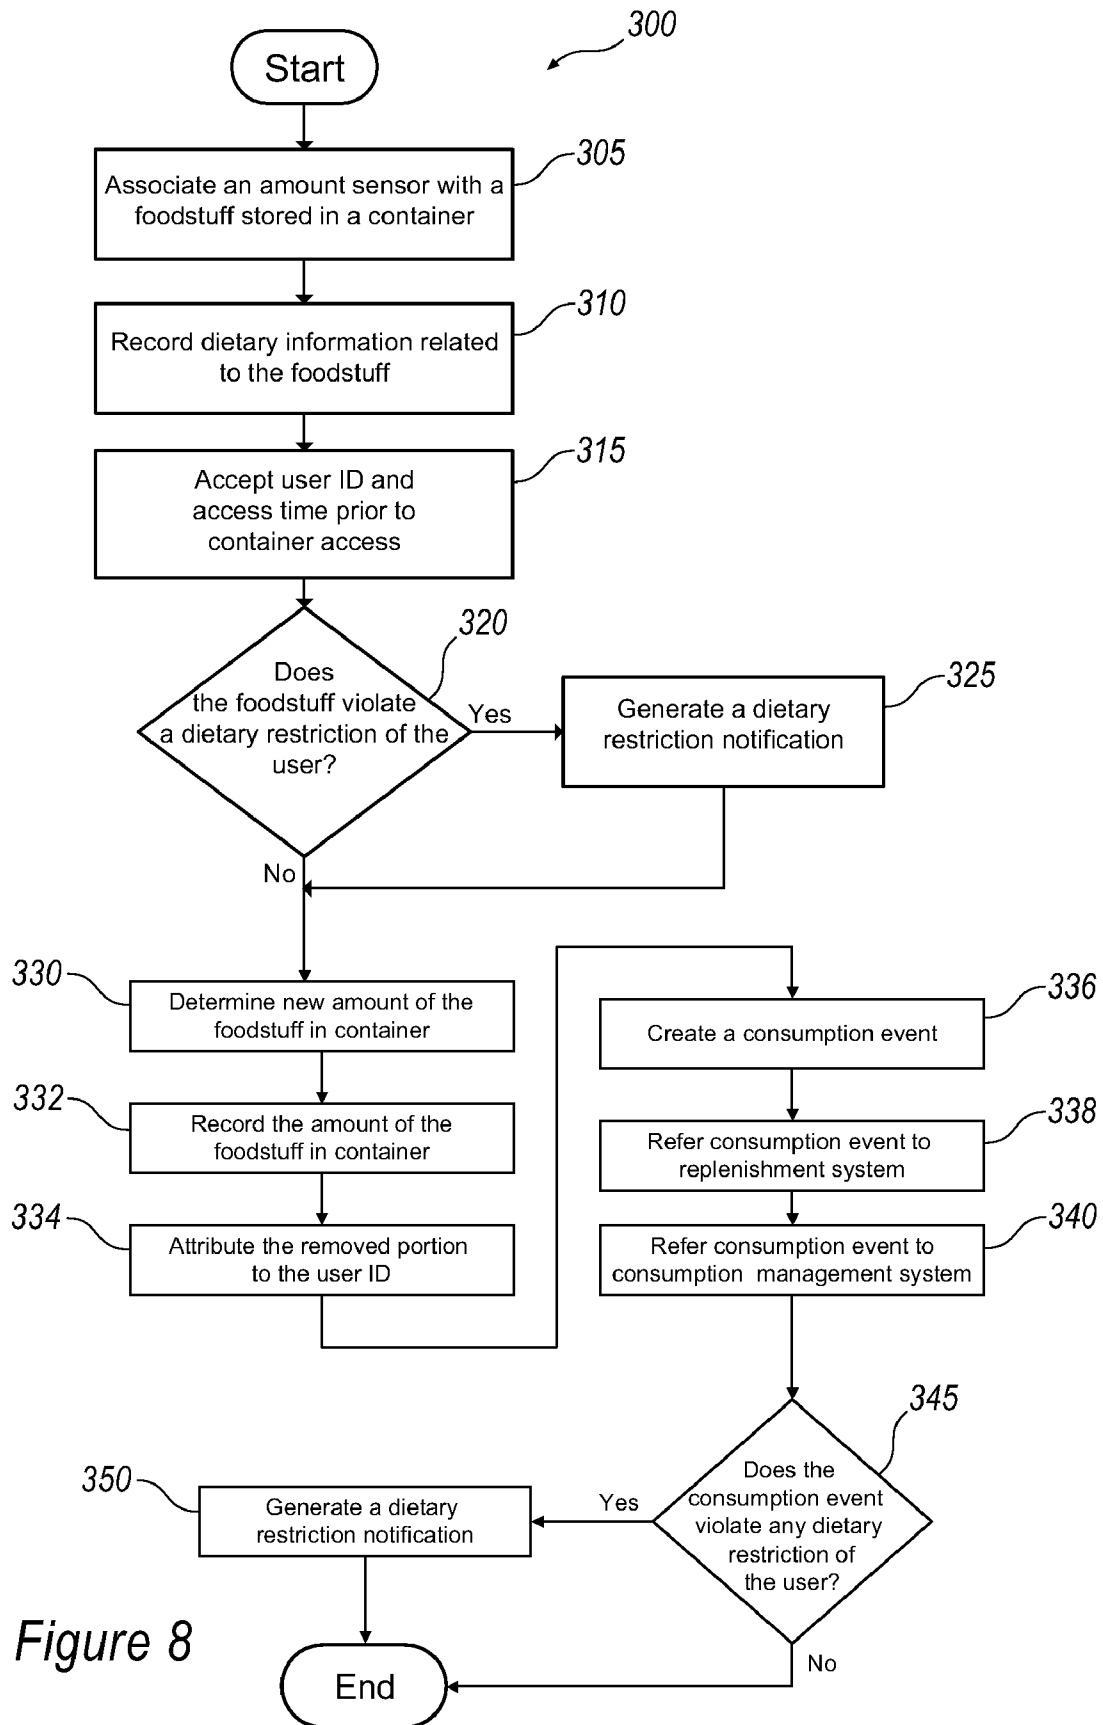 300
Start
305
Associate an amount sensor with a
foodstuff stored in a container
310
Record dietary information related
to the foodstuff
315
Accept user ID and
access time prior to
container access
320
Does
the foodstuff violate
a dietary restriction of the
user?
Yes
325
Generate a dietary
restriction notification
No
330
Determine new amount of the
foodstuff in container
332
Record the amount of the
foodstuff in container
334
Attribute the removed portion
to the user ID
336
Create a consumption event
338
Refer consumption event to
replenishment system
340
Refer consumption event to
consumption management system
345
Does the
consumption event
violate any dietary
restriction of
the user?
Yes
350
Generate a dietary
restriction notification
No
End
Figure 8